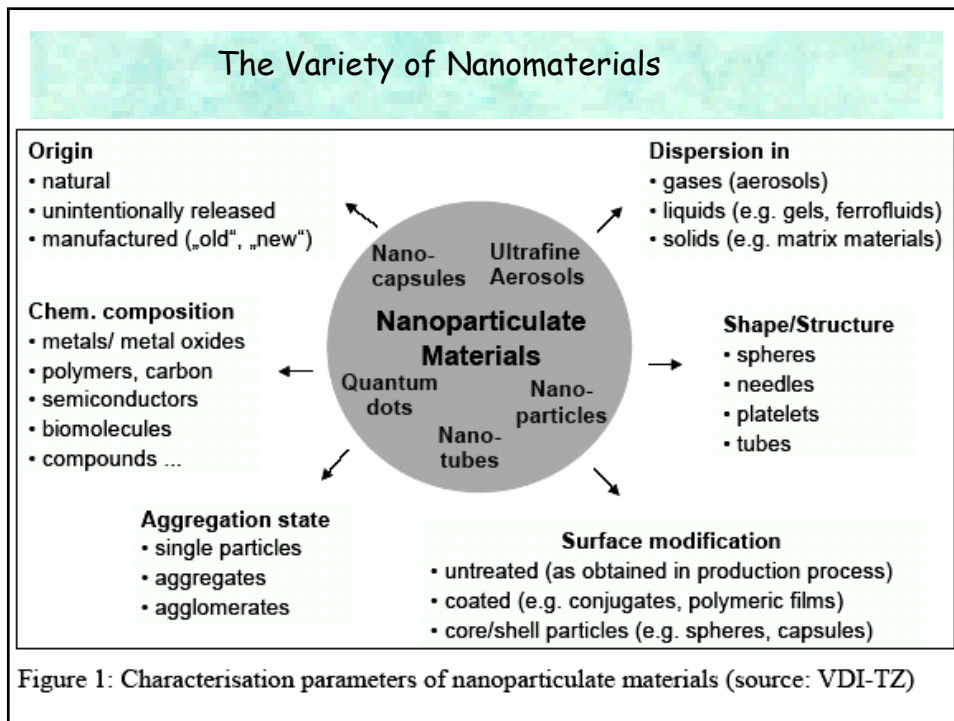 The Variety of Nanomaterials
Origin
• natural
• unintentionally released
• manufactured („old“, „new“)
Dispersion in
• gases (aerosols)
• liquids (e.g. gels, ferrofluids)
• solids (e.g. matrix materials)
Nano-
capsules
Ultrafine
Aerosols
Nanoparticulate
Materials
Quantum
dots
Nano-
particles
Nano-
tubes
Chem. composition
• metals/ metal oxides
• polymers, carbon
• semiconductors
• biomolecules
• compounds ...
Shape/Structure
• spheres
• needles
• platelets
• tubes
Aggregation state
• single particles
• aggregates
• agglomerates
Surface modification
• untreated (as obtained in production process)
• coated (e.g. conjugates, polymeric films)
• core/shell particles (e.g. spheres, capsules)
Figure 1: Characterisation parameters of nanoparticulate materials (source: VDI-TZ)